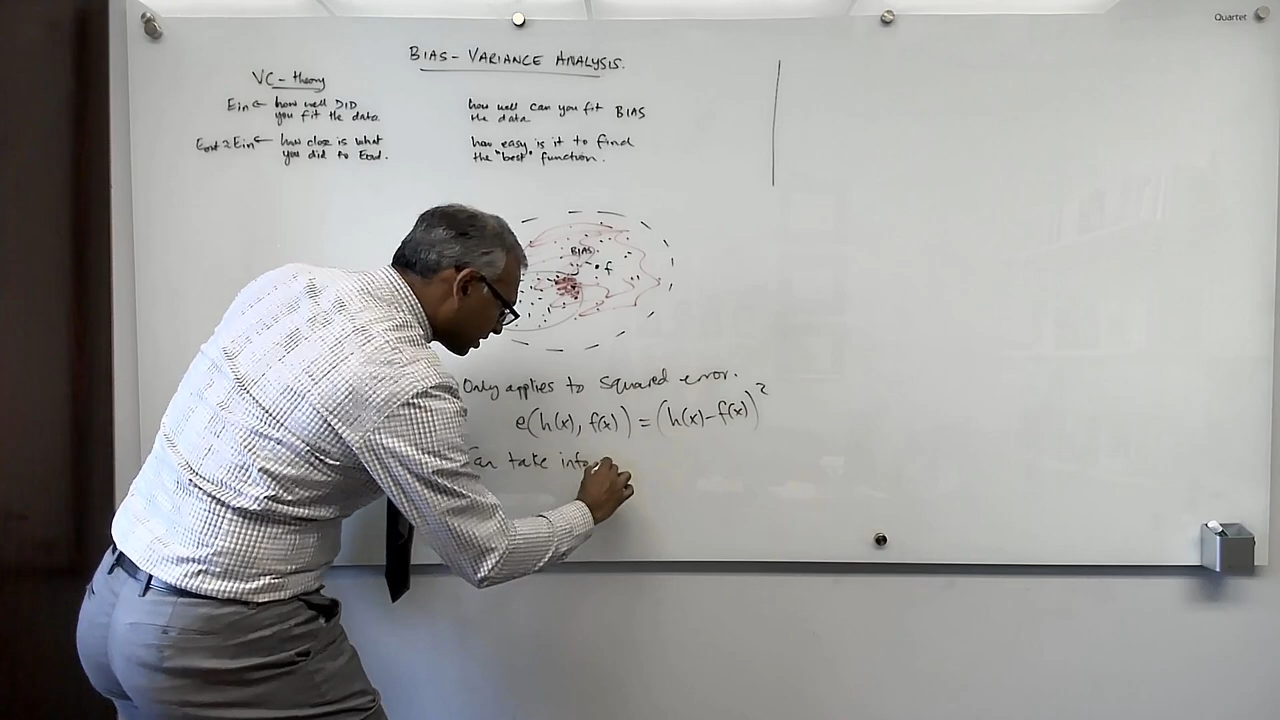 Quartet
BIAS-VARIANCE ANALYSIS.
VC-theory
Ein ← how well DID
you fit the data.
Eout≈Ein ← how close is what
you did to Eout.
how well can you fit BIAS
the data
how easy is it to find
the "best" function.
BIAS
f
Only applies to squared error.
e(h(x), f(x)) = (h(x)-f(x))²
Can take into